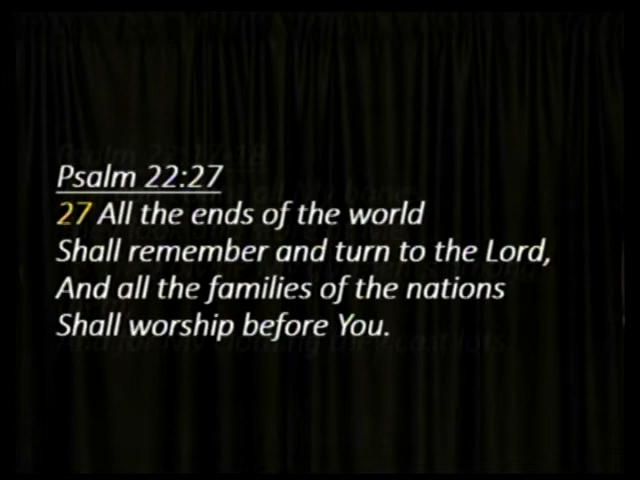 Psalm 22:27
27 All the ends of the world
Shall remember and turn to the Lord,
And all the families of the nations
Shall worship before You.